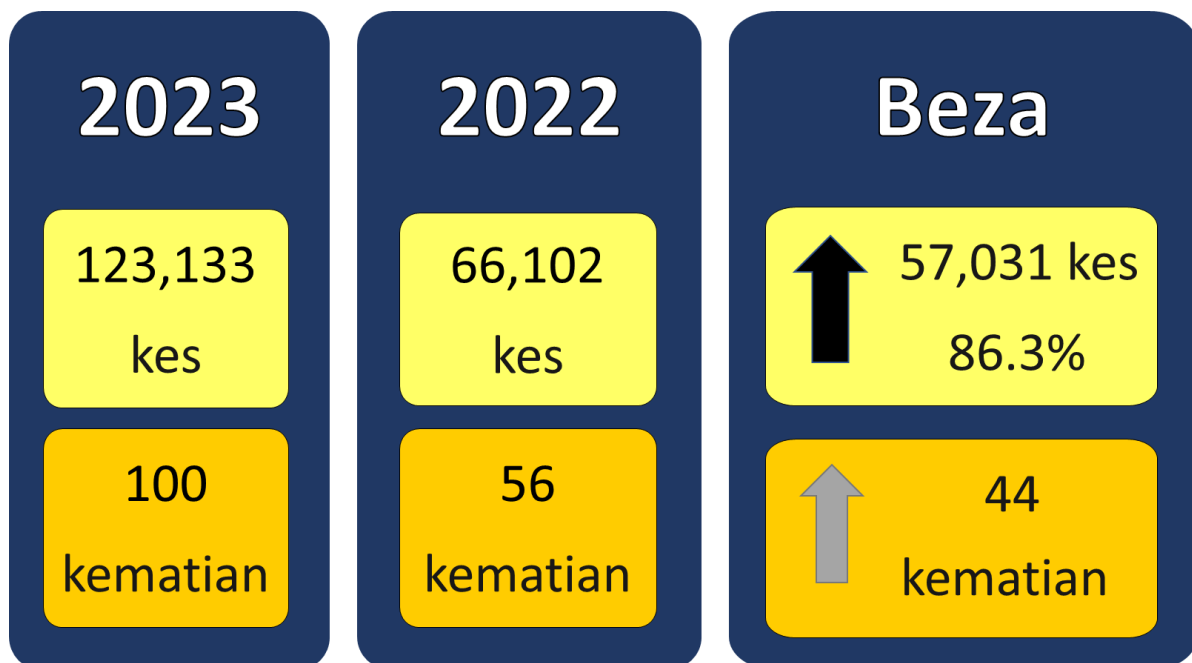 2023
123,133
kes
100
kematian
2022
66,102
kes
56
kematian
Beza
57,031 kes
86.3%
44
kematian